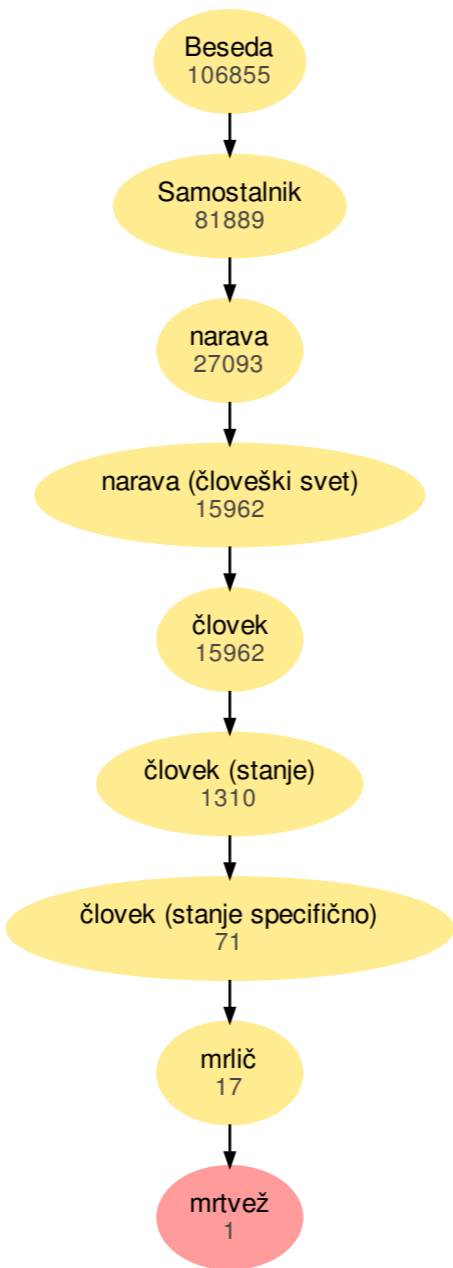 Beseda
106855
Samostalnik
81889
narava
27093
narava (človeški svet)
15962
človek
15962
človek (stanje)
1310
človek (stanje specifično)
71
mrlič
17
mrtvež
1